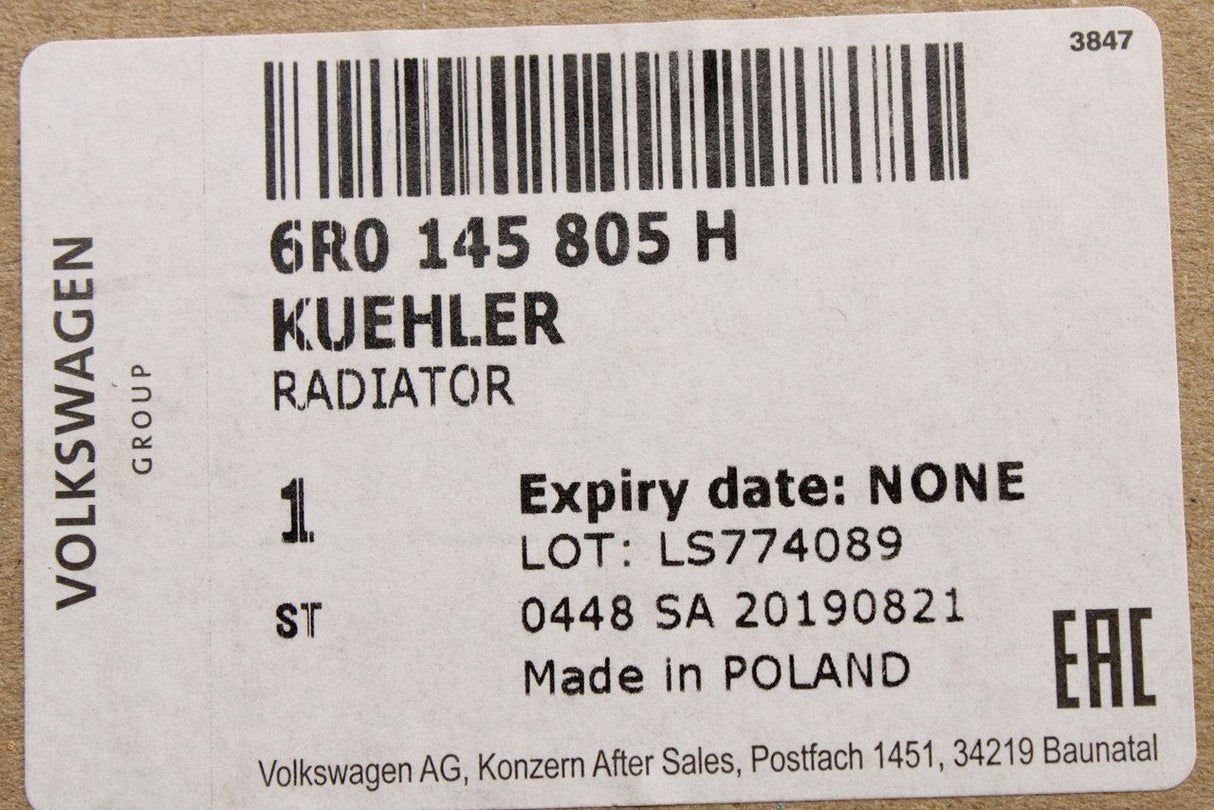 3847
6R0 145 805 H
KUEHLER
RADIATOR
1
Expiry date: NONE
LOT: LS774089
ST
0448 SA 20190821
Made in POLAND
EAC
Volkswagen AG, Konzern After Sales, Postfach 1451, 34219 Baunatal
VOLKSWAGEN
GROUP